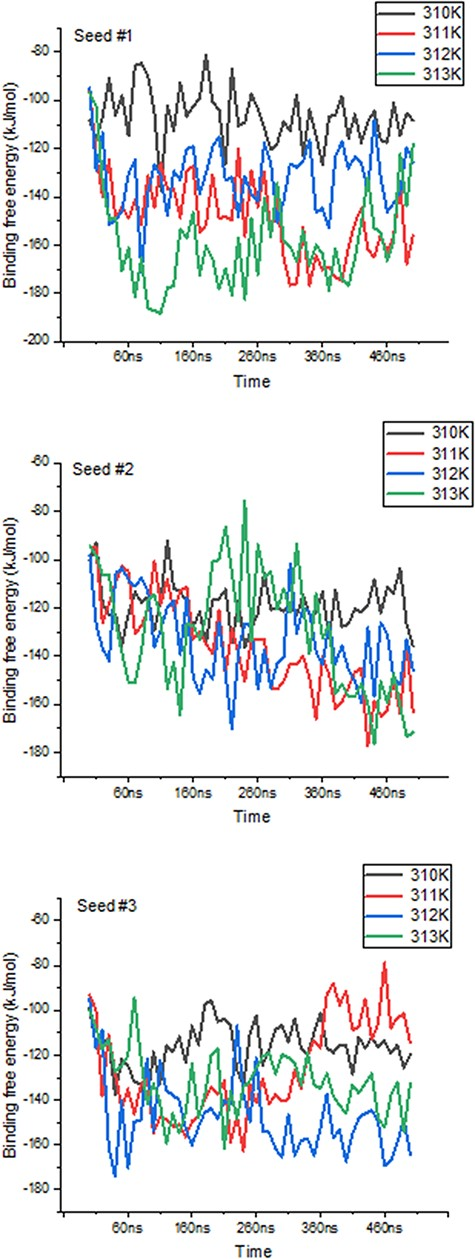 Seed #1
310K
311K
312K
313K
Binding free energy (kJ/mol)
-80
-100
-120
-140
-160
-180
-200
60ns
160ns
260ns
360ns
460ns
Time
Seed #2
310K
311K
312K
313K
Binding free energy (kJ/mol)
-60
-80
-100
-120
-140
-160
-180
60ns
160ns
260ns
360ns
460ns
Time
Seed #3
310K
311K
312K
313K
Binding free energy (kJ/mol)
-60
-80
-100
-120
-140
-160
-180
60ns
160ns
260ns
360ns
460ns
Time